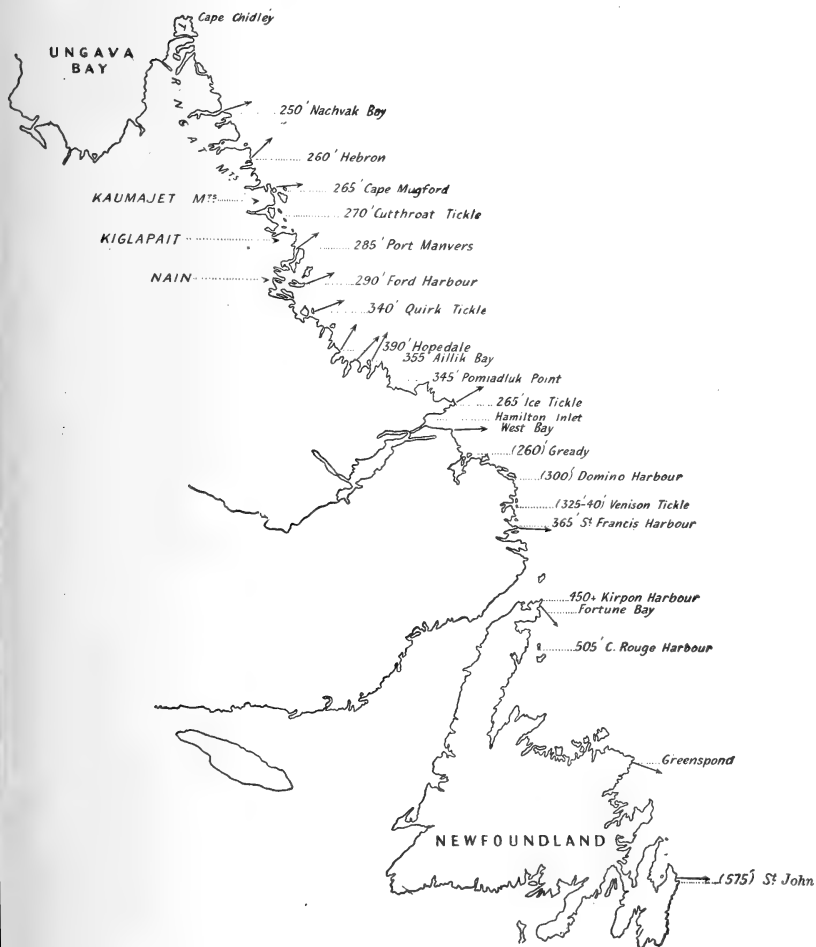 Cape Chidley
UNGAVA
BAY
250' Nachvak Bay
260' Hebron
265' Cape Mugford
KAUMAJET Mts
270' Cutthroat Tickle
KIGLAPAIT
285' Port Manvers
NAIN
290' Ford Harbour
340' Quirk Tickle
390' Hopedale
355' Aillik Bay
345' Pomiadluk Point
265' Ice Tickle
Hamilton Inlet
West Bay
(260') Gready
(300') Domino Harbour
(325-40') Venison Tickle
365' St Francis Harbour
450+ Kirpon Harbour
Fortune Bay
505' C. Rouge Harbour
Greenspond
NEWFOUNDLAND
(575') St John